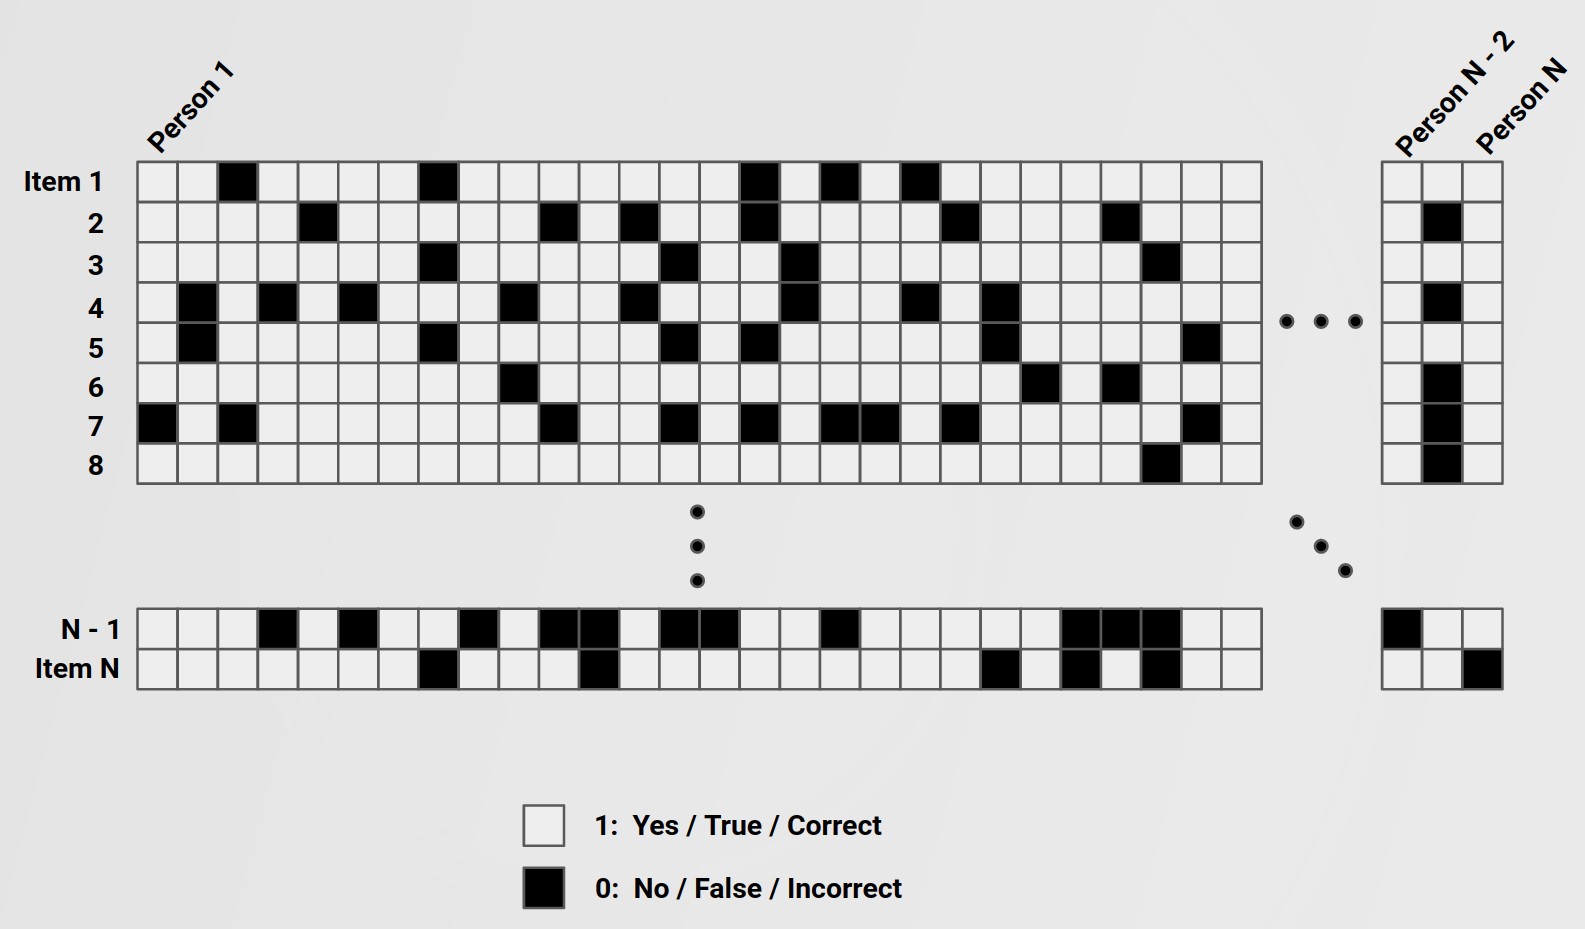 Person 1
Person N - 2
Person N
Item 1
2
3
4
5
6
7
8
N - 1
Item N
1: Yes / True / Correct
0: No / False / Incorrect